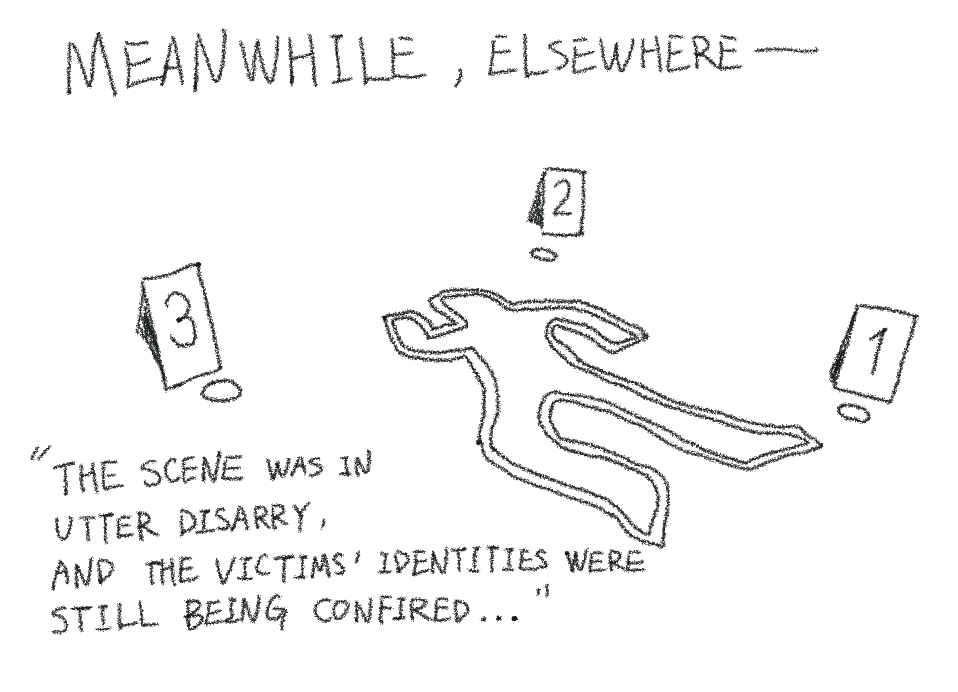 MEANWHILE, ELSEWHERE—
2
3
1
"THE SCENE WAS IN
UTTER DISARRY,
AND THE VICTIMS' IDENTITIES WERE
STILL BEING CONFIRED..."